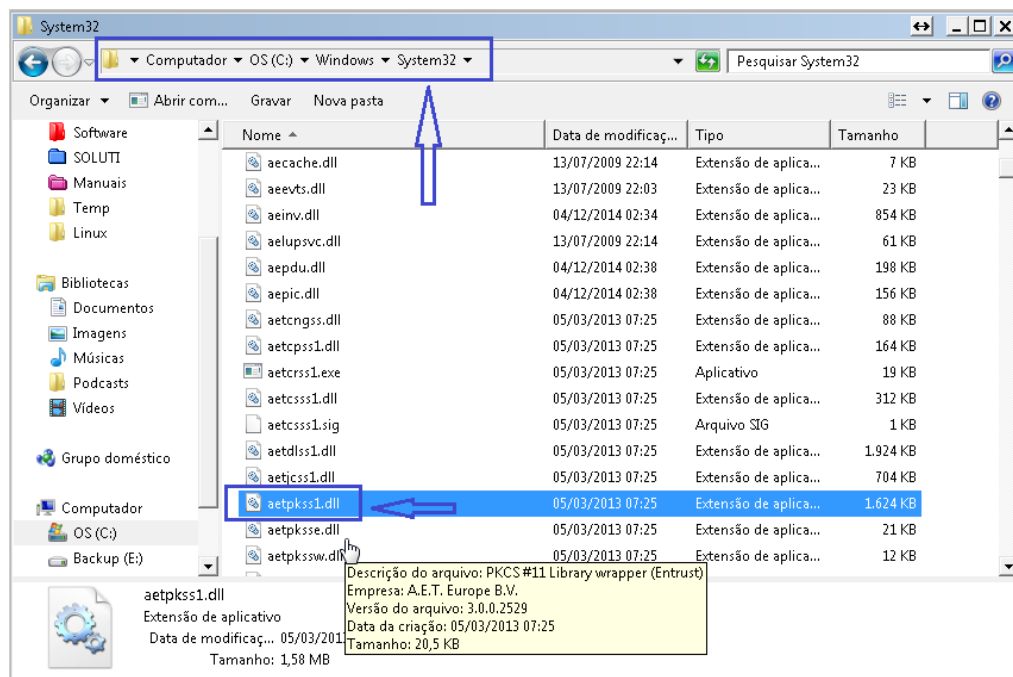 System32
Computador OS (C:) Windows System32
Pesquisar System32
Organizar Abrir com... Gravar Nova pasta
Software
SOLUTI
Manuais
Temp
Linux
Bibliotecas
Documentos
Imagens
Músicas
Podcasts
Vídeos
Grupo doméstico
Computador
OS (C:)
Backup (E:)
Nome Data de modificaç... Tipo Tamanho
aecache.dll 13/07/2009 22:14 Extensão de aplica... 7 KB
aeevts.dll 13/07/2009 22:03 Extensão de aplica... 23 KB
aeinv.dll 04/12/2014 02:34 Extensão de aplica... 854 KB
aelupsvc.dll 13/07/2009 22:14 Extensão de aplica... 61 KB
aepdu.dll 04/12/2014 02:38 Extensão de aplica... 198 KB
aepic.dll 04/12/2014 02:38 Extensão de aplica... 156 KB
aetcngss.dll 05/03/2013 07:25 Extensão de aplica... 88 KB
aetcpss1.dll 05/03/2013 07:25 Extensão de aplica... 164 KB
aetcrss1.exe 05/03/2013 07:25 Aplicativo 19 KB
aetcsss1.dll 05/03/2013 07:25 Extensão de aplica... 312 KB
aetcsss1.sig 05/03/2013 07:25 Arquivo SIG 1 KB
aetdlss1.dll 05/03/2013 07:25 Extensão de aplica... 1.924 KB
aetjcss1.dll 05/03/2013 07:25 Extensão de aplica... 704 KB
aetpkss1.dll 05/03/2013 07:25 Extensão de aplica... 1.624 KB
aetpksse.dll 05/03/2013 07:25 Extensão de aplica... 21 KB
aetpkssw.dll 05/03/2013 07:25 Extensão de aplica... 12 KB
Descrição do arquivo: PKCS#11 Library wrapper (Entrust)
Empresa: A.E.T. Europe B.V.
Versão do arquivo: 3.0.0.2529
Data da criação: 05/03/2013 07:25
Tamanho: 20,5 KB
aetpkss1.dll
Extensão de aplicativo
Data de modificaç... 05/03/201
Tamanho: 1,58 MB